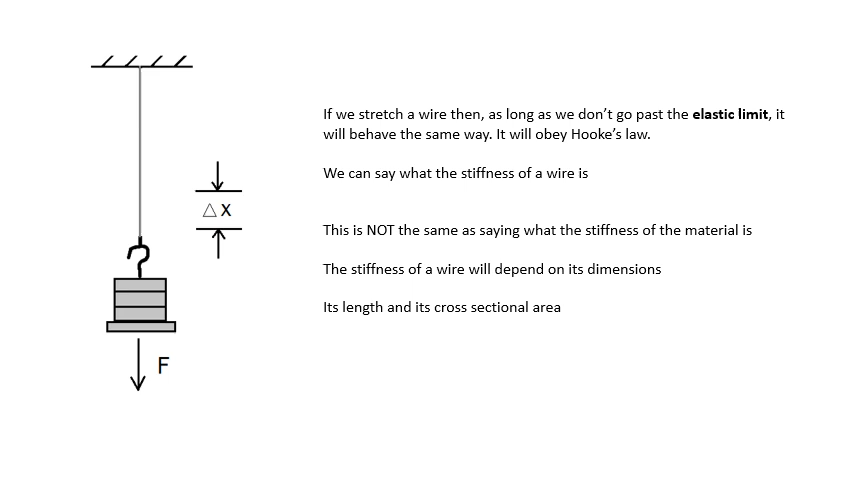 If we stretch a wire then, as long as we don’t go past the elastic limit, it
will behave the same way. It will obey Hooke’s law.
We can say what the stiffness of a wire is
△X
This is NOT the same as saying what the stiffness of the material is
The stiffness of a wire will depend on its dimensions
Its length and its cross sectional area
F